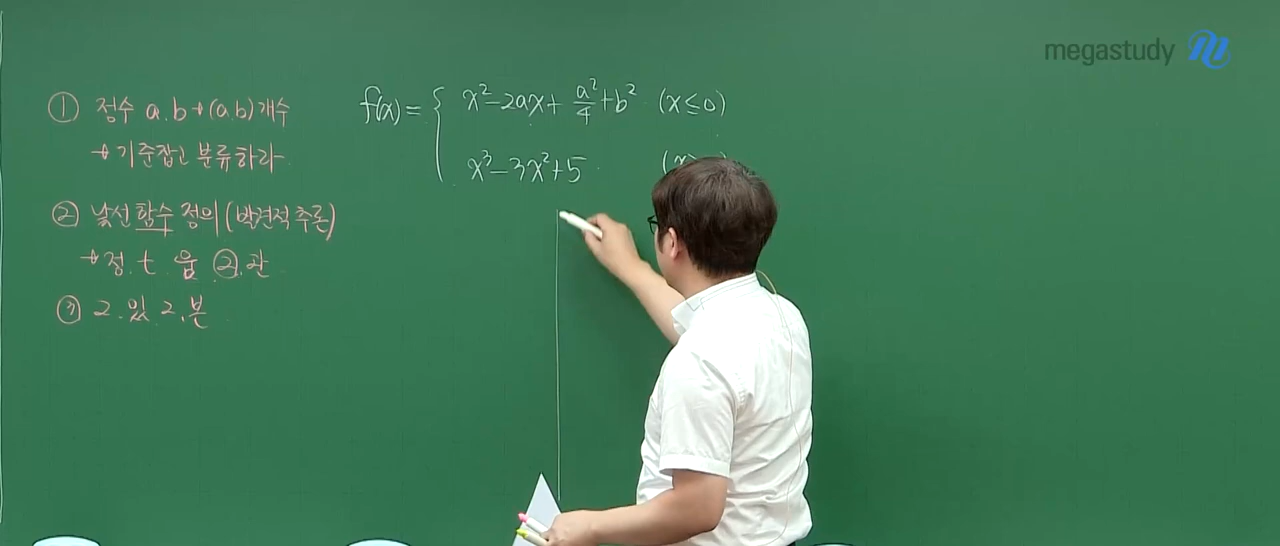 megastudy
① 정수 a.b → (a.b) 개수
→ 기준잡고 분류하라
② 낯선 함수 정의 (발견적 추론)
→ 정. t 움 ②. 관
③ 그. 있 그. 본
f(x) = { x² - 2ax + a²/4 + b² (x ≤ 0)
x³ - 3x² + 5 (x